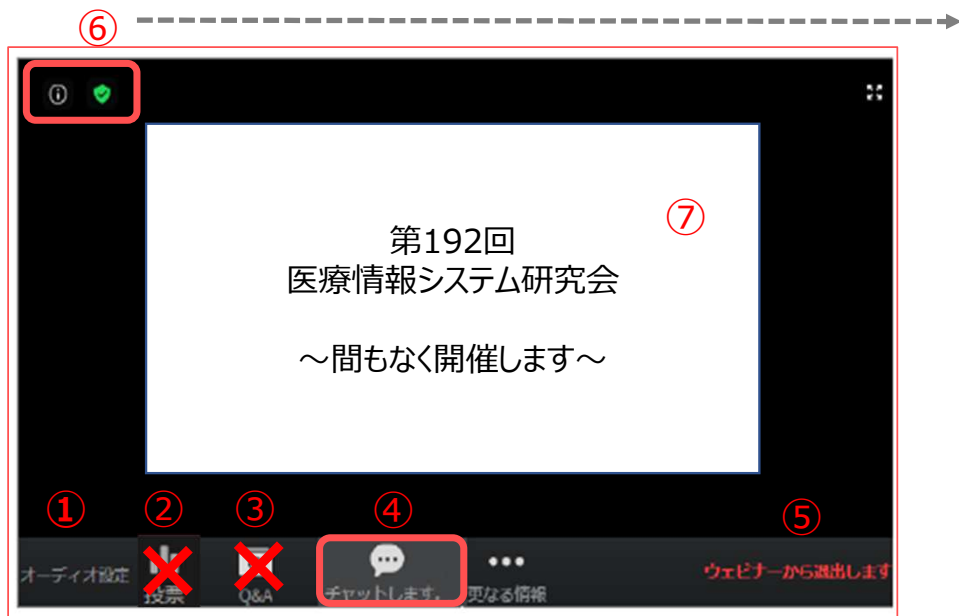 ⑥
第192回
医療情報システム研究会
～間もなく開催します～
⑦
① ② ③ ④ ⑤
オーディオ設定 投票 Q&A チャットします。 更なる情報 ウェビナーから退出します